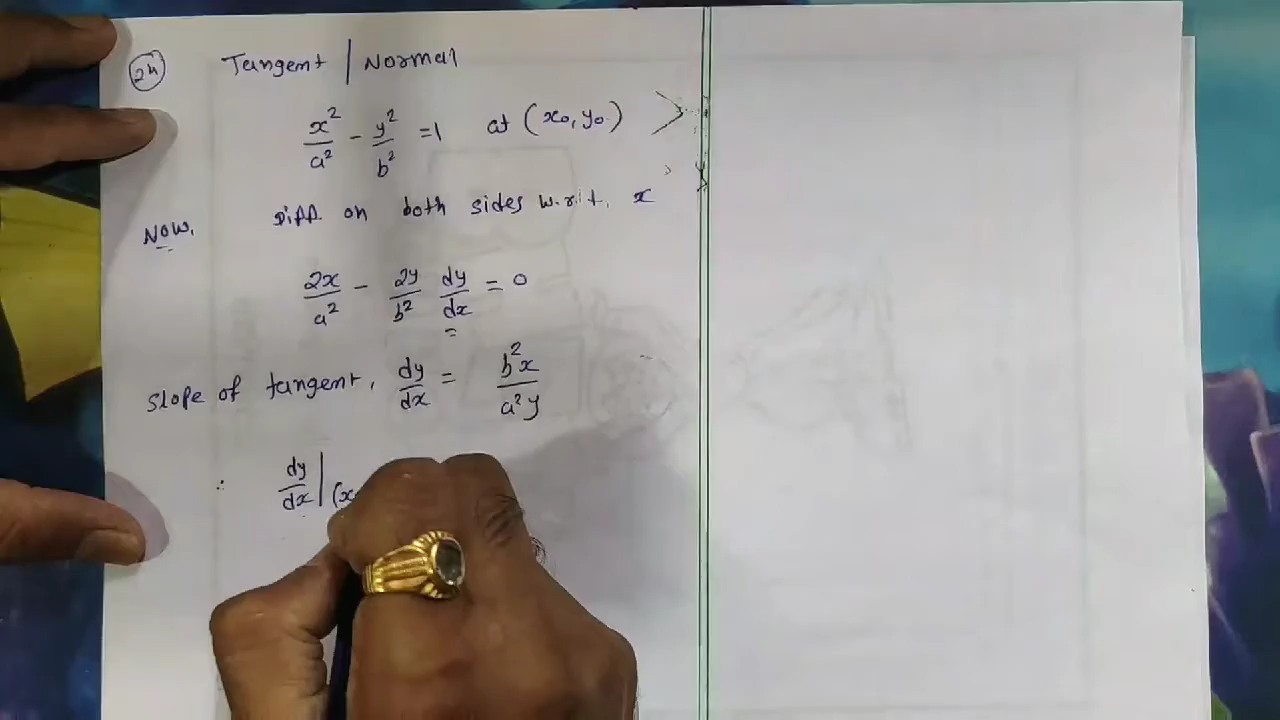 24 Tangent | Normal
x²/a² - y²/b² = 1 at (x₀, y₀)
Now, Diff. on both sides w.r.t. x
2x/a² - 2y/b² dy/dx = 0
Slope of tangent, dy/dx = b²x/a²y
∴ dy/dx | (x